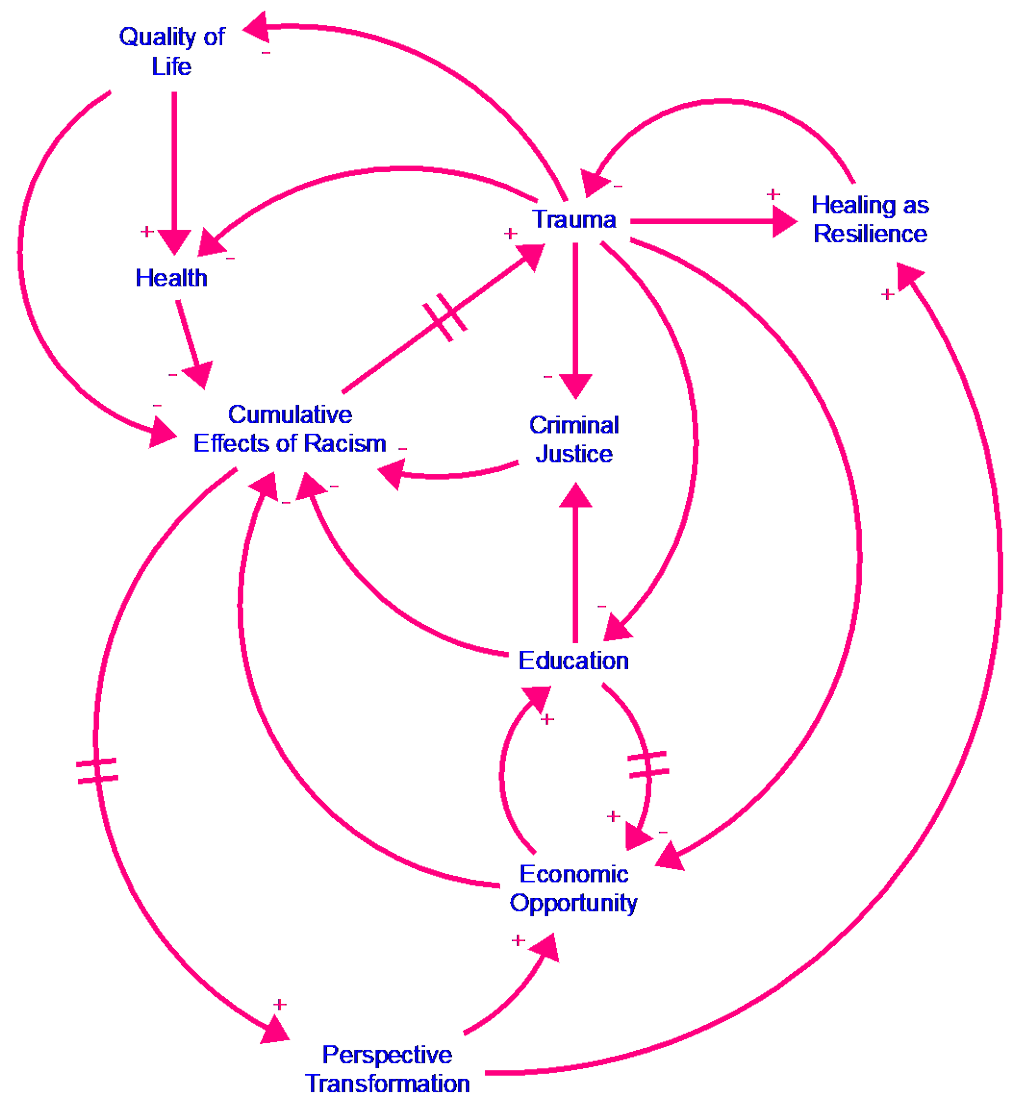 Quality of
Life
-
-
Trauma
+
Healing as
Resilience
+
-
+
Health
+
-
-
-
Cumulative
Effects of Racism
-
-
Criminal
Justice
-
-
-
Education
+
+
-
Economic
Opportunity
+
+
Perspective
Transformation